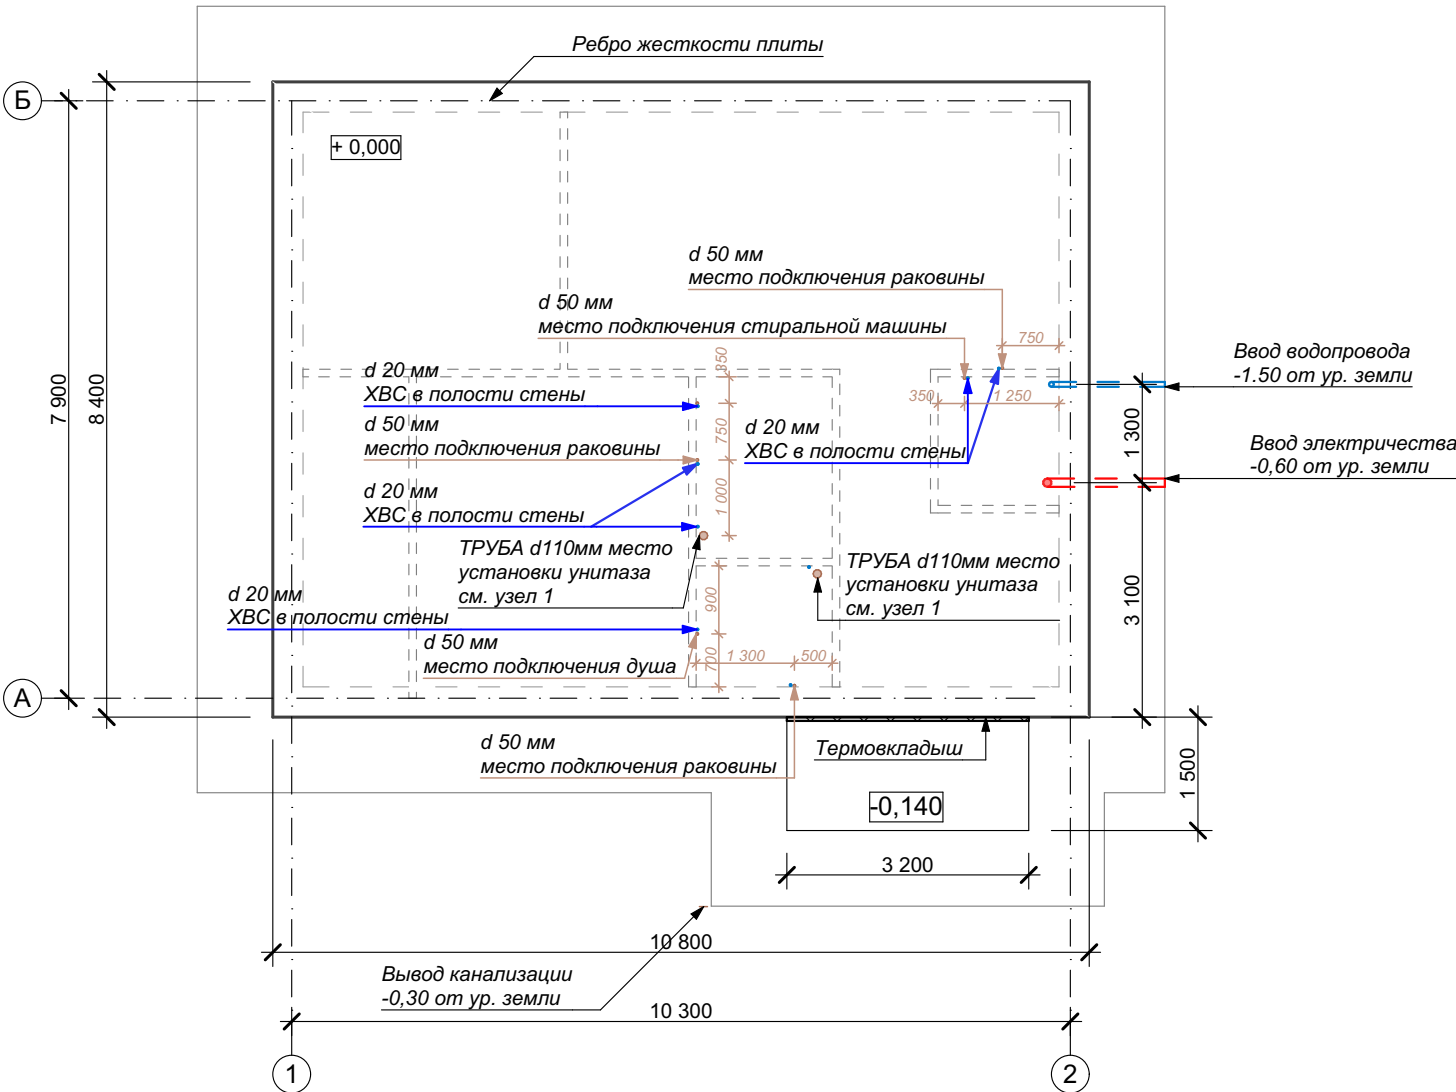 Ребро жесткости плиты
Б
+ 0,000
d 50 мм
место подключения раковины
d 50 мм
место подключения стиральной машины
750
350
Ввод водопровода
-1.50 от ур. земли
d 20 мм
ХВС в полости стены
350
1 250
7 900
8 400
d 50 мм
место подключения раковины
750
d 20 мм
ХВС в полости стены
1 300
Ввод электричества
-0,60 от ур. земли
d 20 мм
ХВС в полости стены
1 000
ТРУБА d110мм место
установки унитаза
см. узел 1
ТРУБА d110мм место
установки унитаза
см. узел 1
d 20 мм
ХВС в полости стены
900
3 100
d 50 мм
место подключения душа
700
1 300
500
А
d 50 мм
место подключения раковины
Термовкладыш
1 500
-0,140
3 200
10 800
Вывод канализации
-0,30 от ур. земли
10 300
1
2